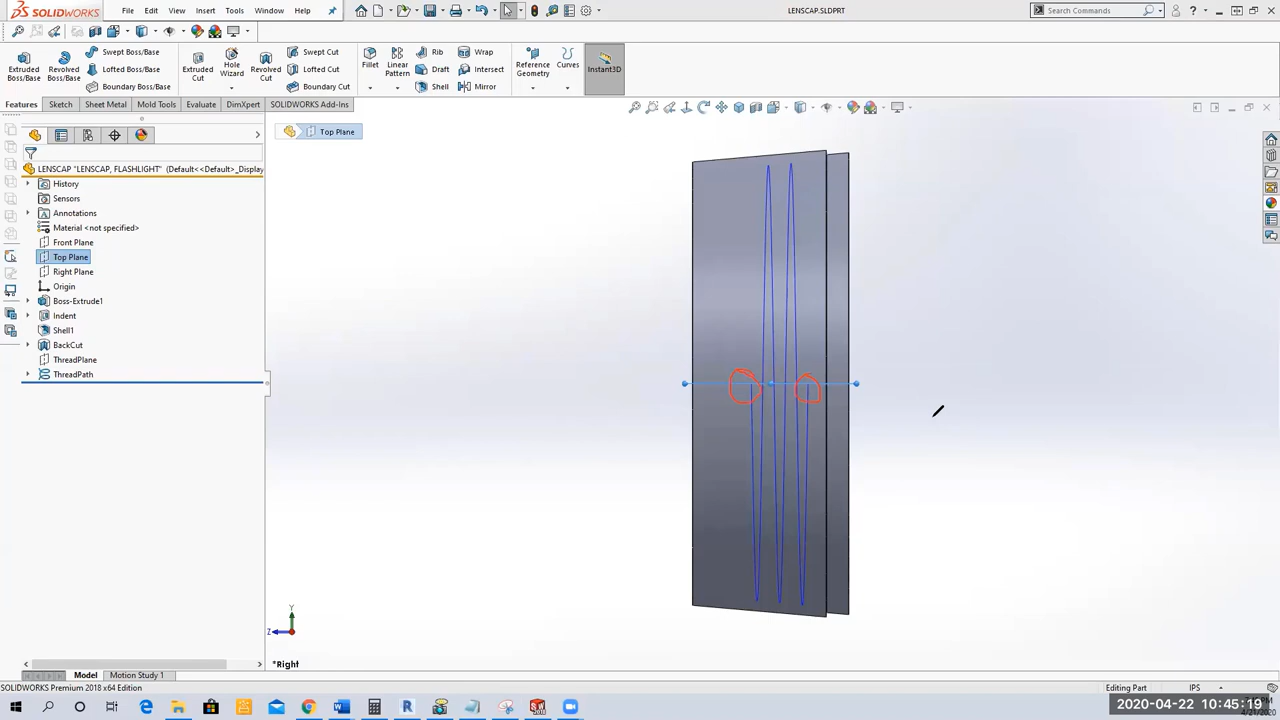 SOLIDWORKS
File Edit View Insert Tools Window Help
LENSCAP.SLDPRT
Search Commands
Extruded Boss/Base
Revolved Boss/Base
Swept Boss/Base
Lofted Boss/Base
Boundary Boss/Base
Extruded Cut
Hole Wizard
Revolved Cut
Swept Cut
Lofted Cut
Boundary Cut
Fillet
Linear Pattern
Rib
Draft
Shell
Wrap
Intersect
Mirror
Reference Geometry
Curves
Instant3D
Features Sketch Sheet Metal Mold Tools Evaluate DimXpert SOLIDWORKS Add-Ins
Top Plane
LENSCAP "LENSCAP, FLASHLIGHT" (Default<<Default>_Display
History
Sensors
Annotations
Material <not specified>
Front Plane
Top Plane
Right Plane
Origin
Boss-Extrude1
Indent
Shell1
BackCut
ThreadPlane
ThreadPath
Y
Z
*Right
Model Motion Study 1
SOLIDWORKS Premium 2018 x64 Edition
Editing Part
IPS
2020-04-22 10:45:19